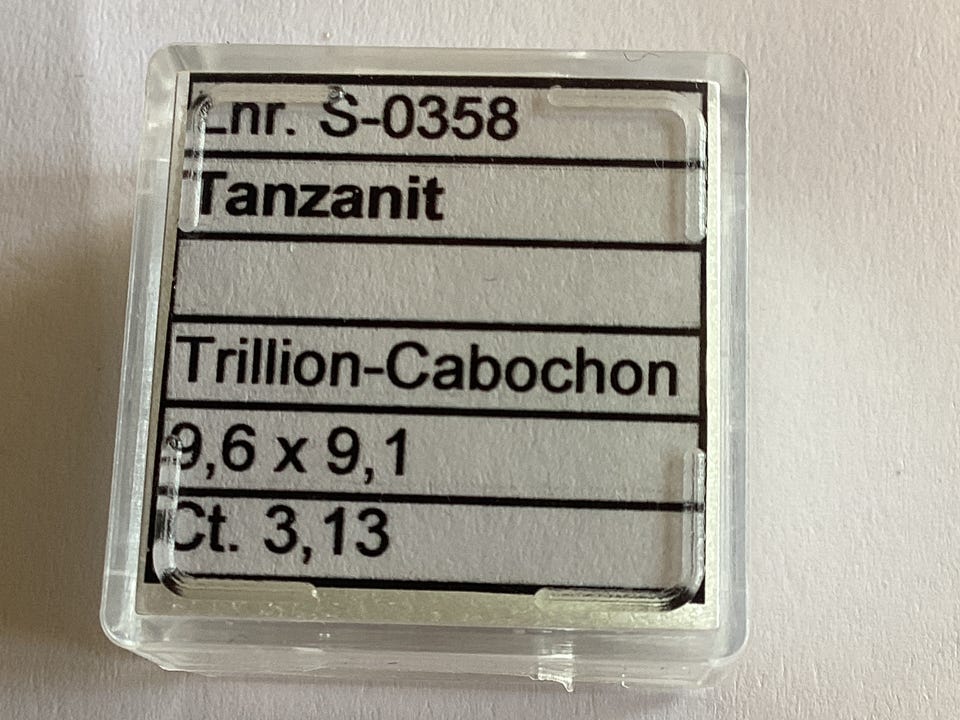 Lnr. S-0358
Tanzanit
Trillion-Cabochon
9,6 x 9,1
Ct. 3,13